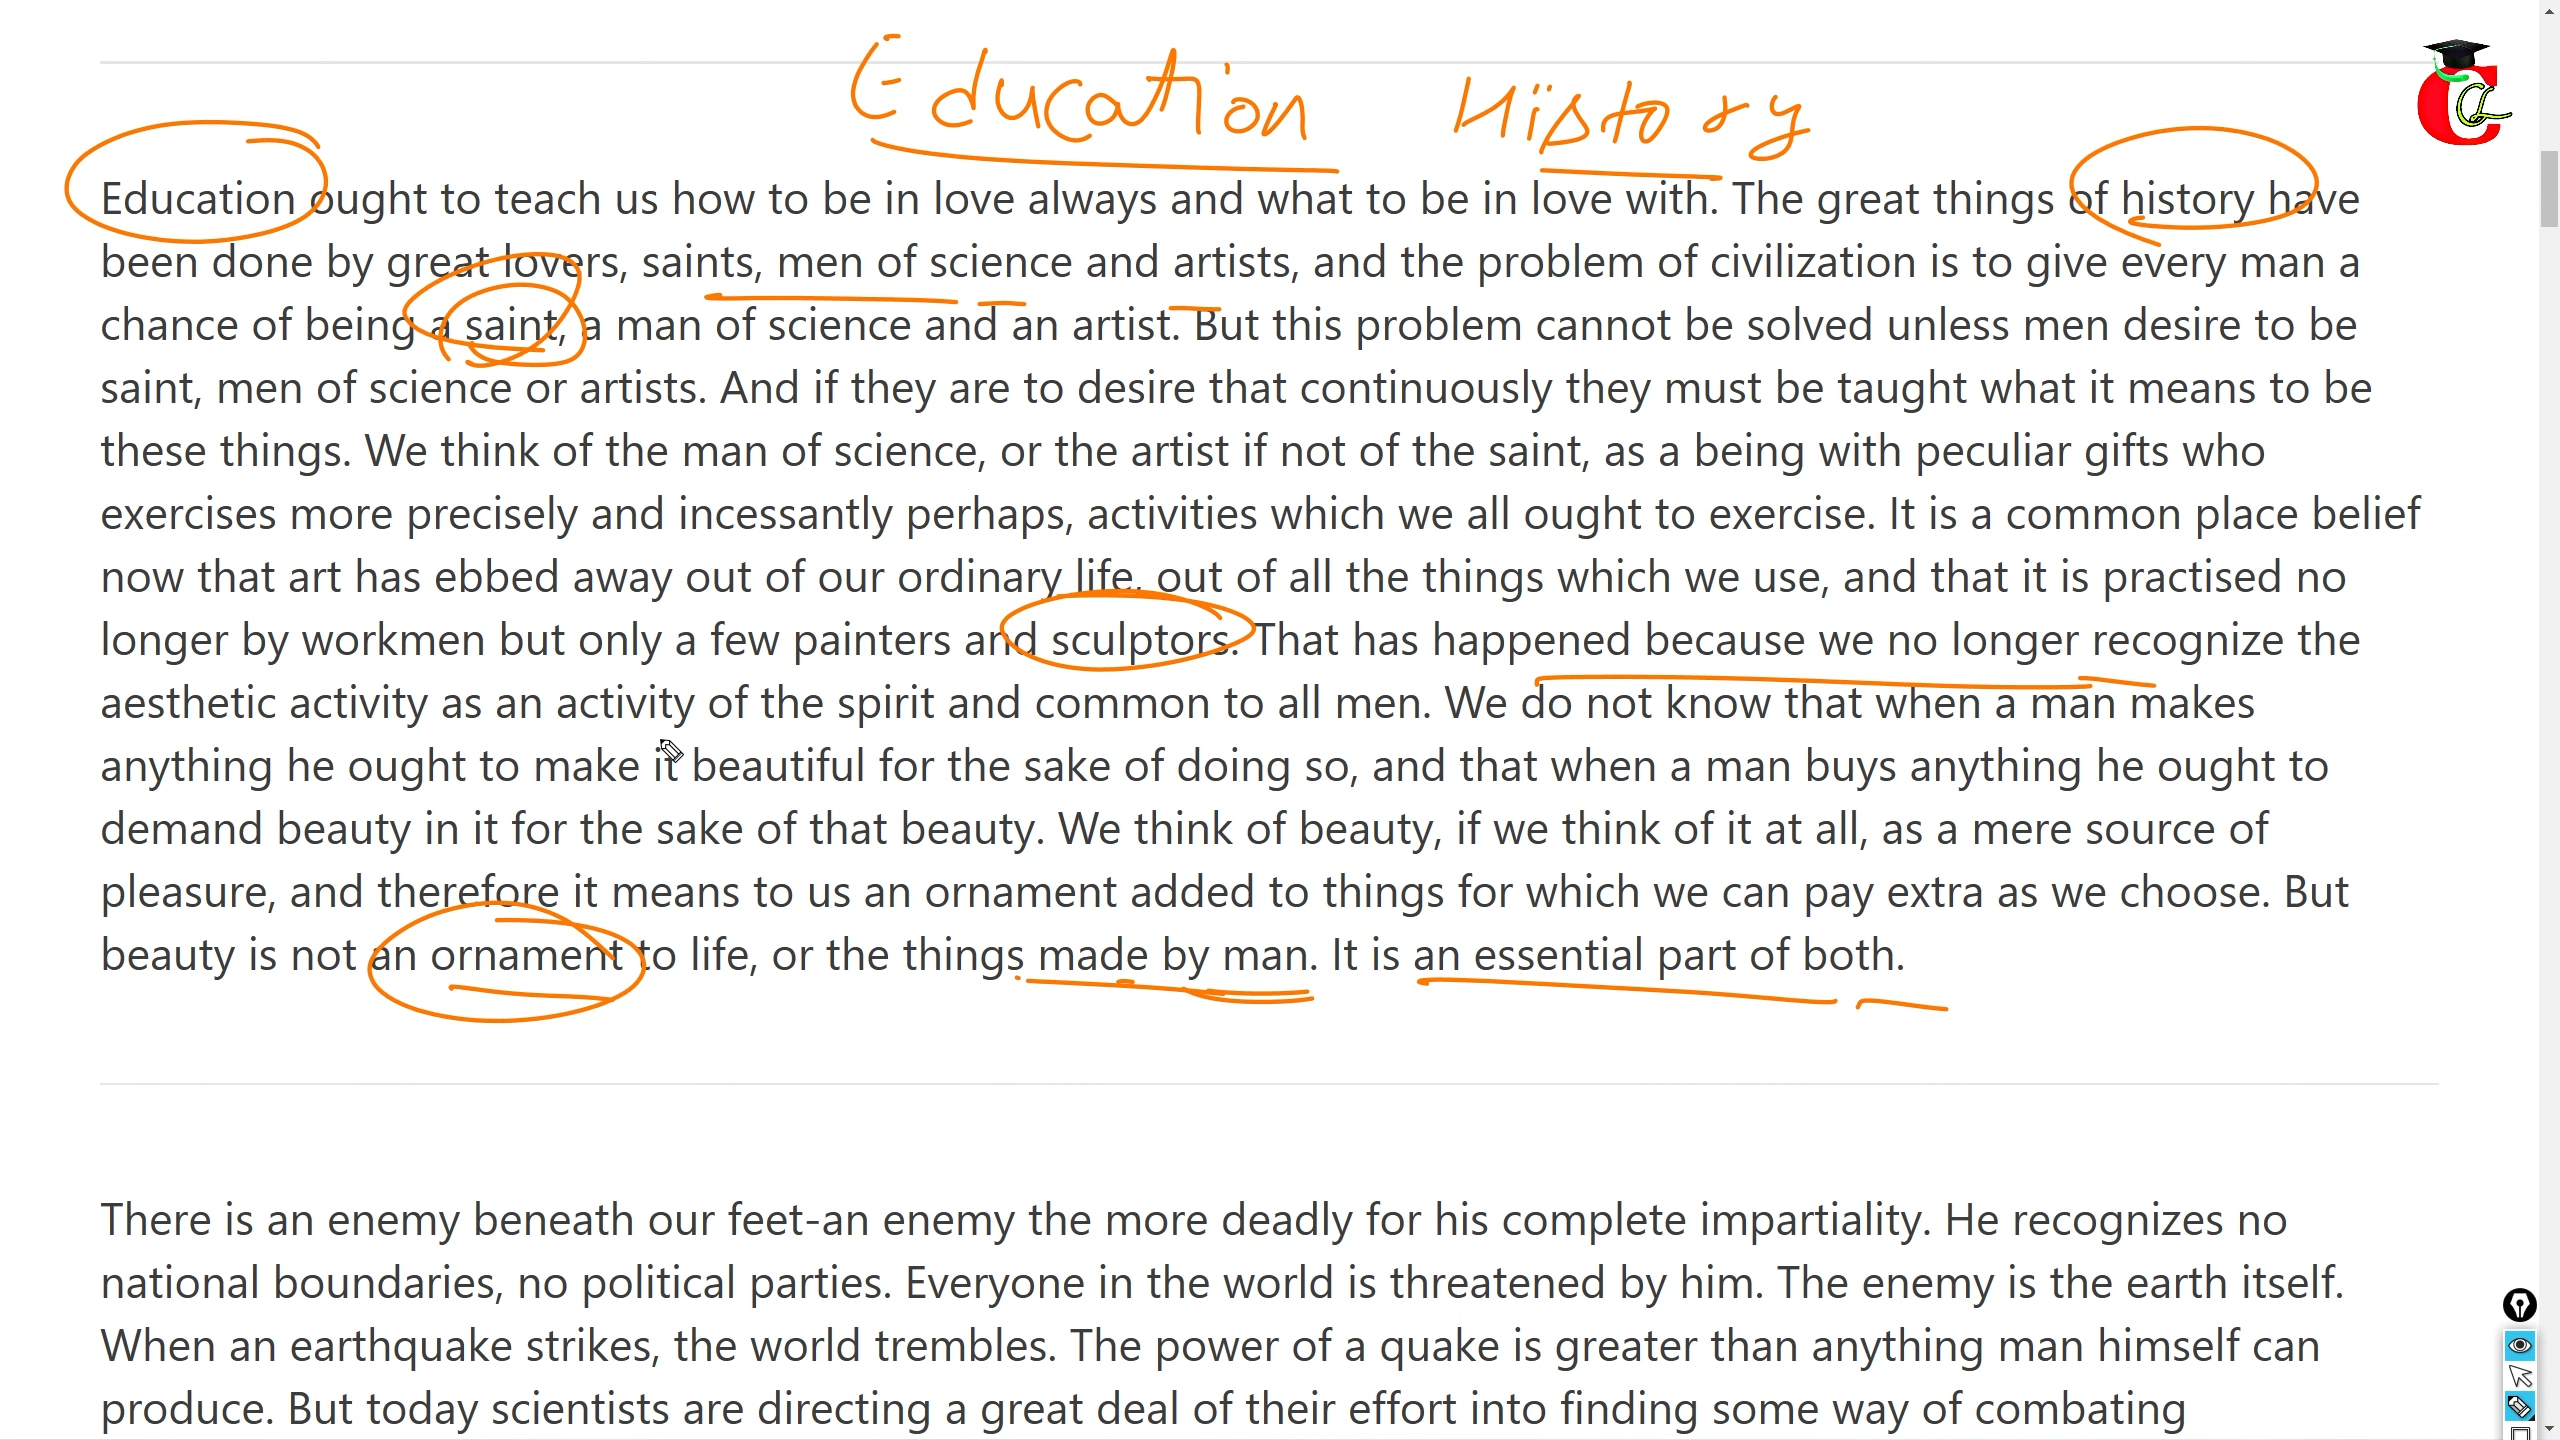 Education History
Education ought to teach us how to be in love always and what to be in love with. The great things of history have
been done by great lovers, saints, men of science and artists, and the problem of civilization is to give every man a
chance of being a saint, a man of science and an artist. But this problem cannot be solved unless men desire to be
saint, men of science or artists. And if they are to desire that continuously they must be taught what it means to be
these things. We think of the man of science, or the artist if not of the saint, as a being with peculiar gifts who
exercises more precisely and incessantly perhaps, activities which we all ought to exercise. It is a common place belief
now that art has ebbed away out of our ordinary life, out of all the things which we use, and that it is practised no
longer by workmen but only a few painters and sculptors. That has happened because we no longer recognize the
aesthetic activity as an activity of the spirit and common to all men. We do not know that when a man makes
anything he ought to make it beautiful for the sake of doing so, and that when a man buys anything he ought to
demand beauty in it for the sake of that beauty. We think of beauty, if we think of it at all, as a mere source of
pleasure, and therefore it means to us an ornament added to things for which we can pay extra as we choose. But
beauty is not an ornament to life, or the things made by man. It is an essential part of both.
There is an enemy beneath our feet-an enemy the more deadly for his complete impartiality. He recognizes no
national boundaries, no political parties. Everyone in the world is threatened by him. The enemy is the earth itself.
When an earthquake strikes, the world trembles. The power of a quake is greater than anything man himself can
produce. But today scientists are directing a great deal of their effort into finding some way of combating